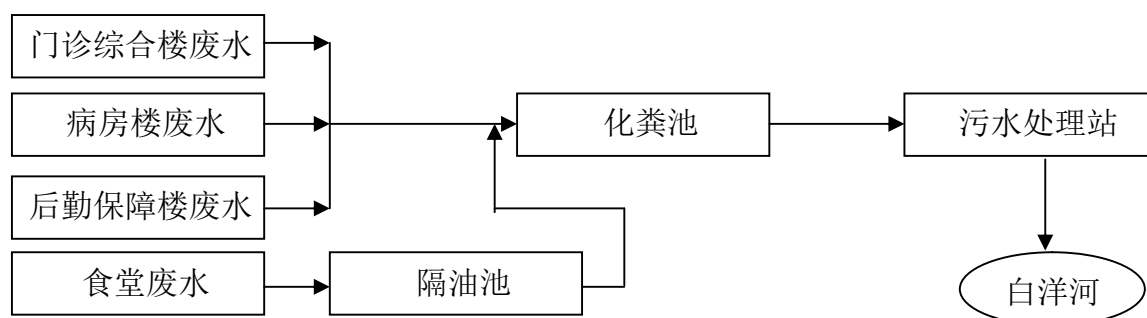 门诊综合楼废水
病房楼废水
化粪池
污水处理站
后勤保障楼废水
食堂废水
隔油池
白洋河